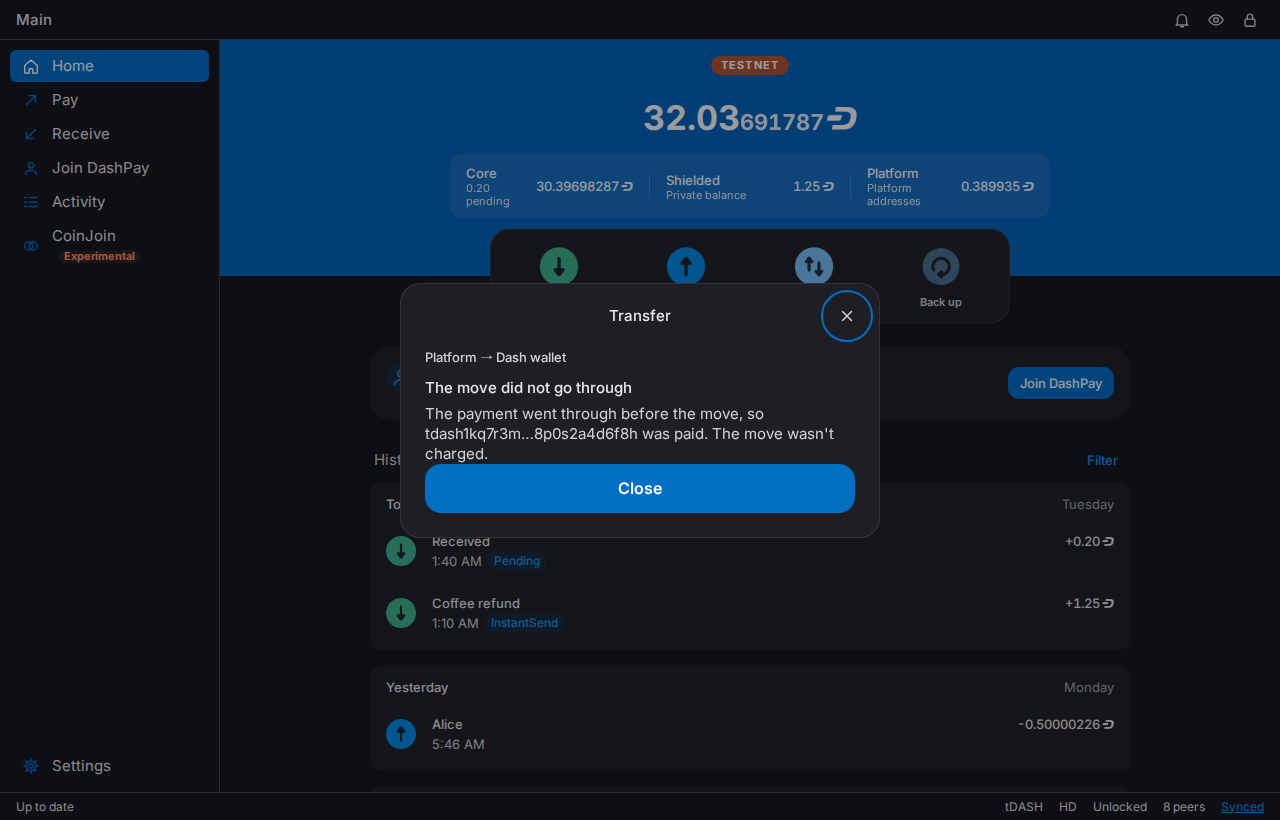 Main
Home
Pay
Receive
Join DashPay
Activity
CoinJoin
Experimental
Settings
TESTNET
32.03691787
Core
0.20
pending
30.39698287
Shielded
Private balance
1.25
Platform
Platform
addresses
0.389935
Back up
Transfer
Platform → Dash wallet
The move did not go through
The payment went through before the move, so
tdash1kq7r3m...8p0s2a4d6f8h was paid. The move wasn't
charged.
Close
Join DashPay
Filter
Tuesday
Received
+0.20
1:40 AM Pending
Coffee refund
+1.25
1:10 AM InstantSend
Yesterday
Monday
Alice
-0.50000226
5:46 AM
Up to date
tDASH HD Unlocked 8 peers Synced